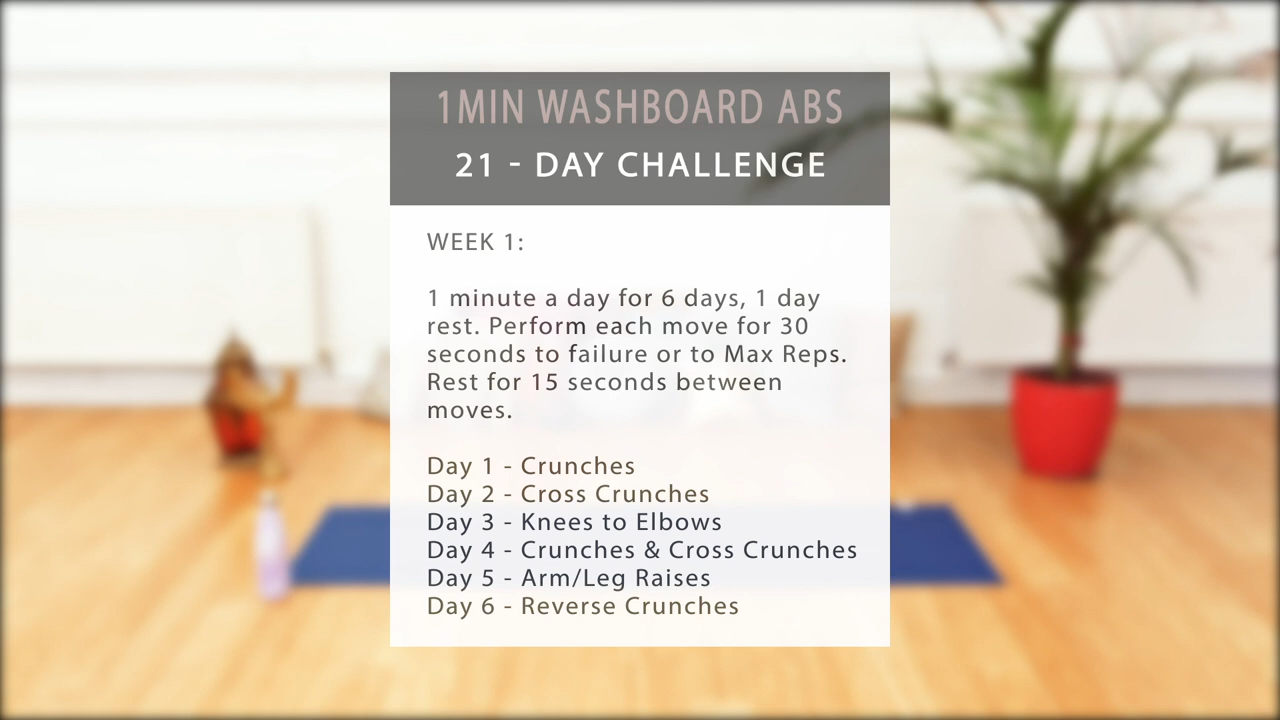 1MIN WASHBOARD ABS
21 - DAY CHALLENGE
WEEK 1:
1 minute a day for 6 days, 1 day
rest. Perform each move for 30
seconds to failure or to Max Reps.
Rest for 15 seconds between
moves.
Day 1 - Crunches
Day 2 - Cross Crunches
Day 3 - Knees to Elbows
Day 4 - Crunches & Cross Crunches
Day 5 - Arm/Leg Raises
Day 6 - Reverse Crunches